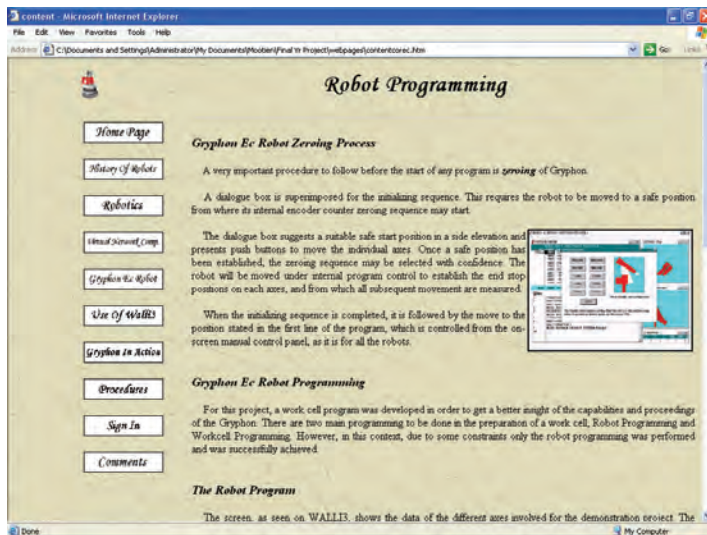 content - Microsoft Internet Explorer
File Edit View Favorites Tools Help
Address C:\Documents and Settings\Administrator\My Documents\Mooben\Final Yr Project\webpages\contentcorec.htm Go Links
Robot Programming
Home Page
History Of Robots
Robotics
Virtual Network Comp.
Gryphon Ec Robot
Use Of Walli3
Gryphon In Action
Procedures
Sign In
Comments
Gryphon Ec Robot Zeroing Process
A very important procedure to follow before the start of any program is zeroing of Gryphon.
A dialogue box is superimposed for the initializing sequence. This requires the robot to be moved to a safe position
from where its internal encoder counter zeroing sequence may start.
The dialogue box suggests a suitable safe start position in a side elevation and
presents push buttons to move the individual axes. Once a safe position has
been established, the zeroing sequence may be selected with confidence. The
robot will be moved under internal program control to establish the end stop
positions on each axes, and from which all subsequent movement are measured.
When the initializing sequence is completed, it is followed by the move to the
position stated in the first line of the program, which is controlled from the on-
screen manual control panel, as it is for all the robots.
Gryphon Ec Robot Programming
For this project, a work cell program was developed in order to get a better insight of the capabilities and proceedings
of the Gryphon. There are two main programming to be done in the preparation of a work cell, Robot Programming and
Workcell Programming. However, in this context, due to some constraints only the robot programming was performed
and was successfully achieved.
The Robot Program
The screen, as seen on WALLI3, shows the data of the different axes involved for the demonstration project. The
Done
My Computer